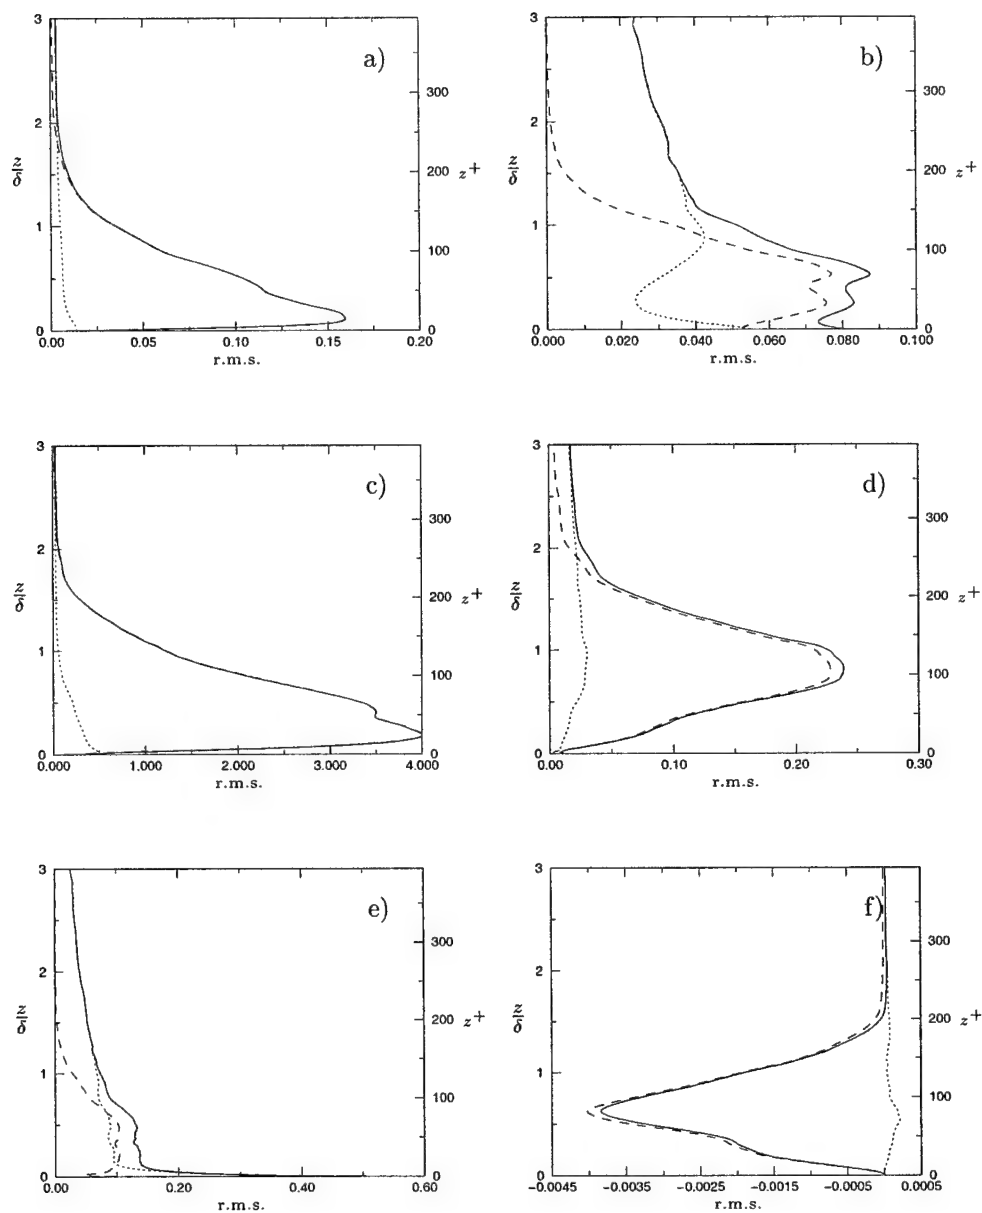 3
a)
300
2
z/δ
200
z+
1
100
0
0
0.00 0.05 0.10 0.15 0.20
r.m.s.
3
b)
300
2
z/δ
200
z+
1
100
0
0
0.000 0.020 0.040 0.060 0.080 0.100
r.m.s.
3
c)
300
2
z/δ
200
z+
1
100
0
0
0.000 1.000 2.000 3.000 4.000
r.m.s.
3
d)
300
2
z/δ
200
z+
1
100
0
0
0.00 0.10 0.20 0.30
r.m.s.
3
e)
300
2
z/δ
200
z+
1
100
0
0
0.00 0.20 0.40 0.60
r.m.s.
3
f)
300
2
z/δ
200
z+
1
100
0
0
-0.0045 -0.0035 -0.0025 -0.0015 -0.0005 0.0005
r.m.s.